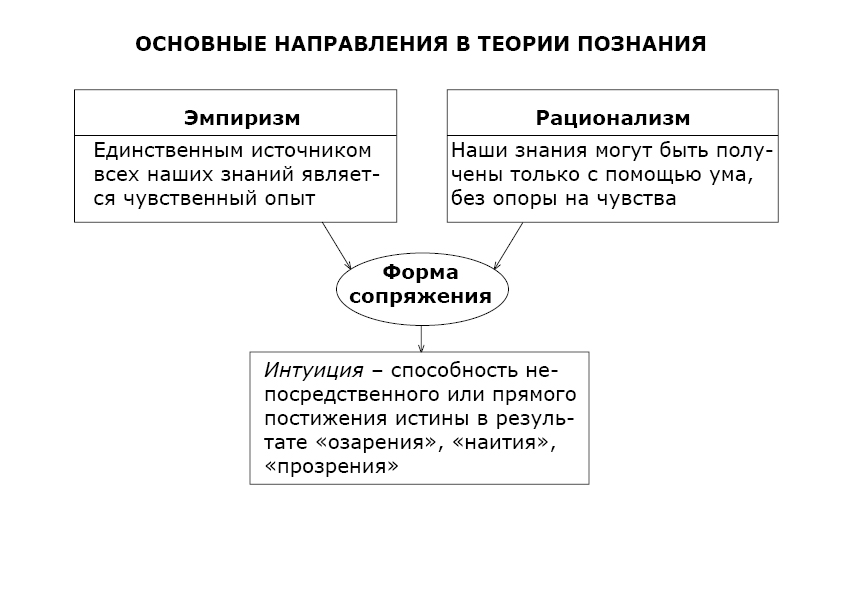 ОСНОВНЫЕ НАПРАВЛЕНИЯ В ТЕОРИИ ПОЗНАНИЯ
Эмпиризм
Единственным источником
всех наших знаний являет-
ся чувственный опыт
Рационализм
Наши знания могут быть полу-
чены только с помощью ума,
без опоры на чувства
Форма
сопряжения
Интуиция – способность не-
посредственного или прямого
постижения истины в резуль-
тате «озарения», «наития»,
«прозрения»